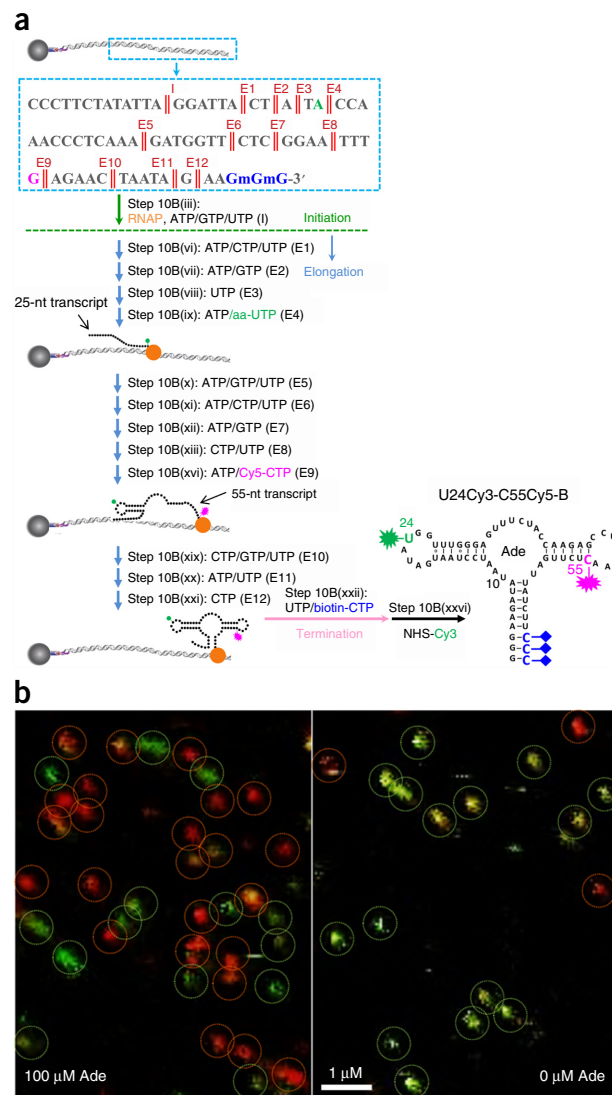 a
I E1 E2 E3 E4
CCCTTCTATATTA GGATTA CT A TA CCA
E5 E6 E7 E8
AACCCTCAAA GATGGTT CTC GGAA TTT
E9 E10 E11 E12
G AGAAC TAATA G AAGmGmG-3′
Step 10B(iii):
RNAP, ATP/GTP/UTP (I)
Initiation
Step 10B(vi): ATP/CTP/UTP (E1)
Elongation
Step 10B(vii): ATP/GTP (E2)
Step 10B(viii): UTP (E3)
Step 10B(ix): ATP/aa-UTP (E4)
25-nt transcript
Step 10B(x): ATP/GTP/UTP (E5)
Step 10B(xi): ATP/CTP/UTP (E6)
Step 10B(xii): ATP/GTP (E7)
Step 10B(xiii): CTP/UTP (E8)
Step 10B(xvi): ATP/Cy5-CTP (E9)
55-nt transcript
Step 10B(xix): CTP/GTP/UTP (E10)
Step 10B(xx): ATP/UTP (E11)
Step 10B(xxi): CTP (E12)
Step 10B(xxii):
UTP/biotin-CTP
Termination
Step 10B(xxvi)
NHS-Cy3
U24Cy3-C55Cy5-B
24
U
Ade
10
55
C
C
C
C
b
100 μM Ade
1 μm
0 μM Ade